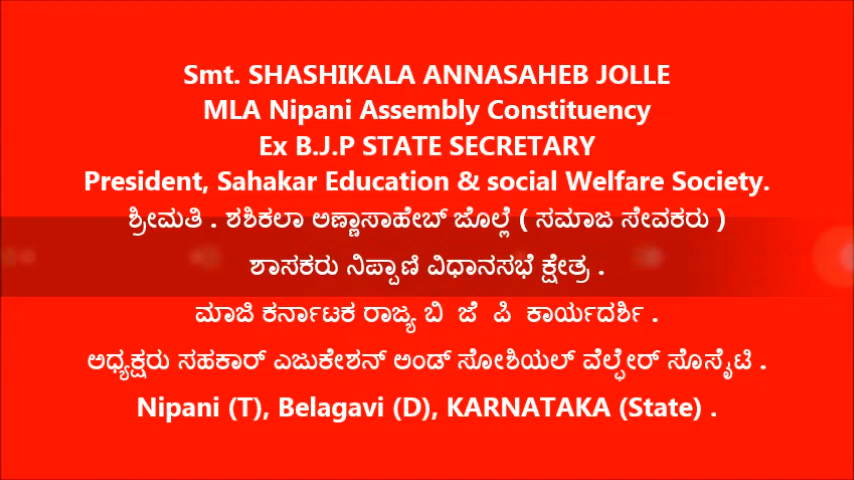 Smt. SHASHIKALA ANNASAHEB JOLLE
MLA Nipani Assembly Constituency
Ex B.J.P STATE SECRETARY
President, Sahakar Education & social Welfare Society.
ಶ್ರೀಮತಿ . ಶಶಿಕಲಾ ಅಣ್ಣಾಸಾಹೇಬ್ ಜೊಲ್ಲೆ ( ಸಮಾಜ ಸೇವಕರು )
ಶಾಸಕರು ನಿಪ್ಪಾಣಿ ವಿಧಾನಸಭೆ ಕ್ಷೇತ್ರ .
ಮಾಜಿ ಕರ್ನಾಟಕ ರಾಜ್ಯ ಬಿ ಜೆ ಪಿ ಕಾರ್ಯದರ್ಶಿ .
ಅಧ್ಯಕ್ಷರು ಸಹಕಾರ್ ಎಜುಕೇಶನ್ ಅಂಡ್ ಸೋಶಿಯಲ್ ವೆಲ್ಫೇರ್ ಸೊಸೈಟಿ .
Nipani (T), Belagavi (D), KARNATAKA (State) .